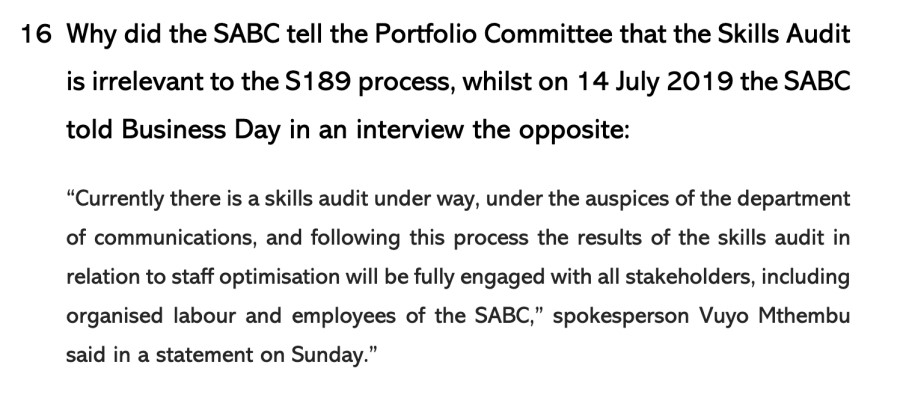 16 Why did the SABC tell the Portfolio Committee that the Skills Audit
is irrelevant to the S189 process, whilst on 14 July 2019 the SABC
told Business Day in an interview the opposite:
“Currently there is a skills audit under way, under the auspices of the department
of communications, and following this process the results of the skills audit in
relation to staff optimisation will be fully engaged with all stakeholders, including
organised labour and employees of the SABC,” spokesperson Vuyo Mthembu
said in a statement on Sunday.”